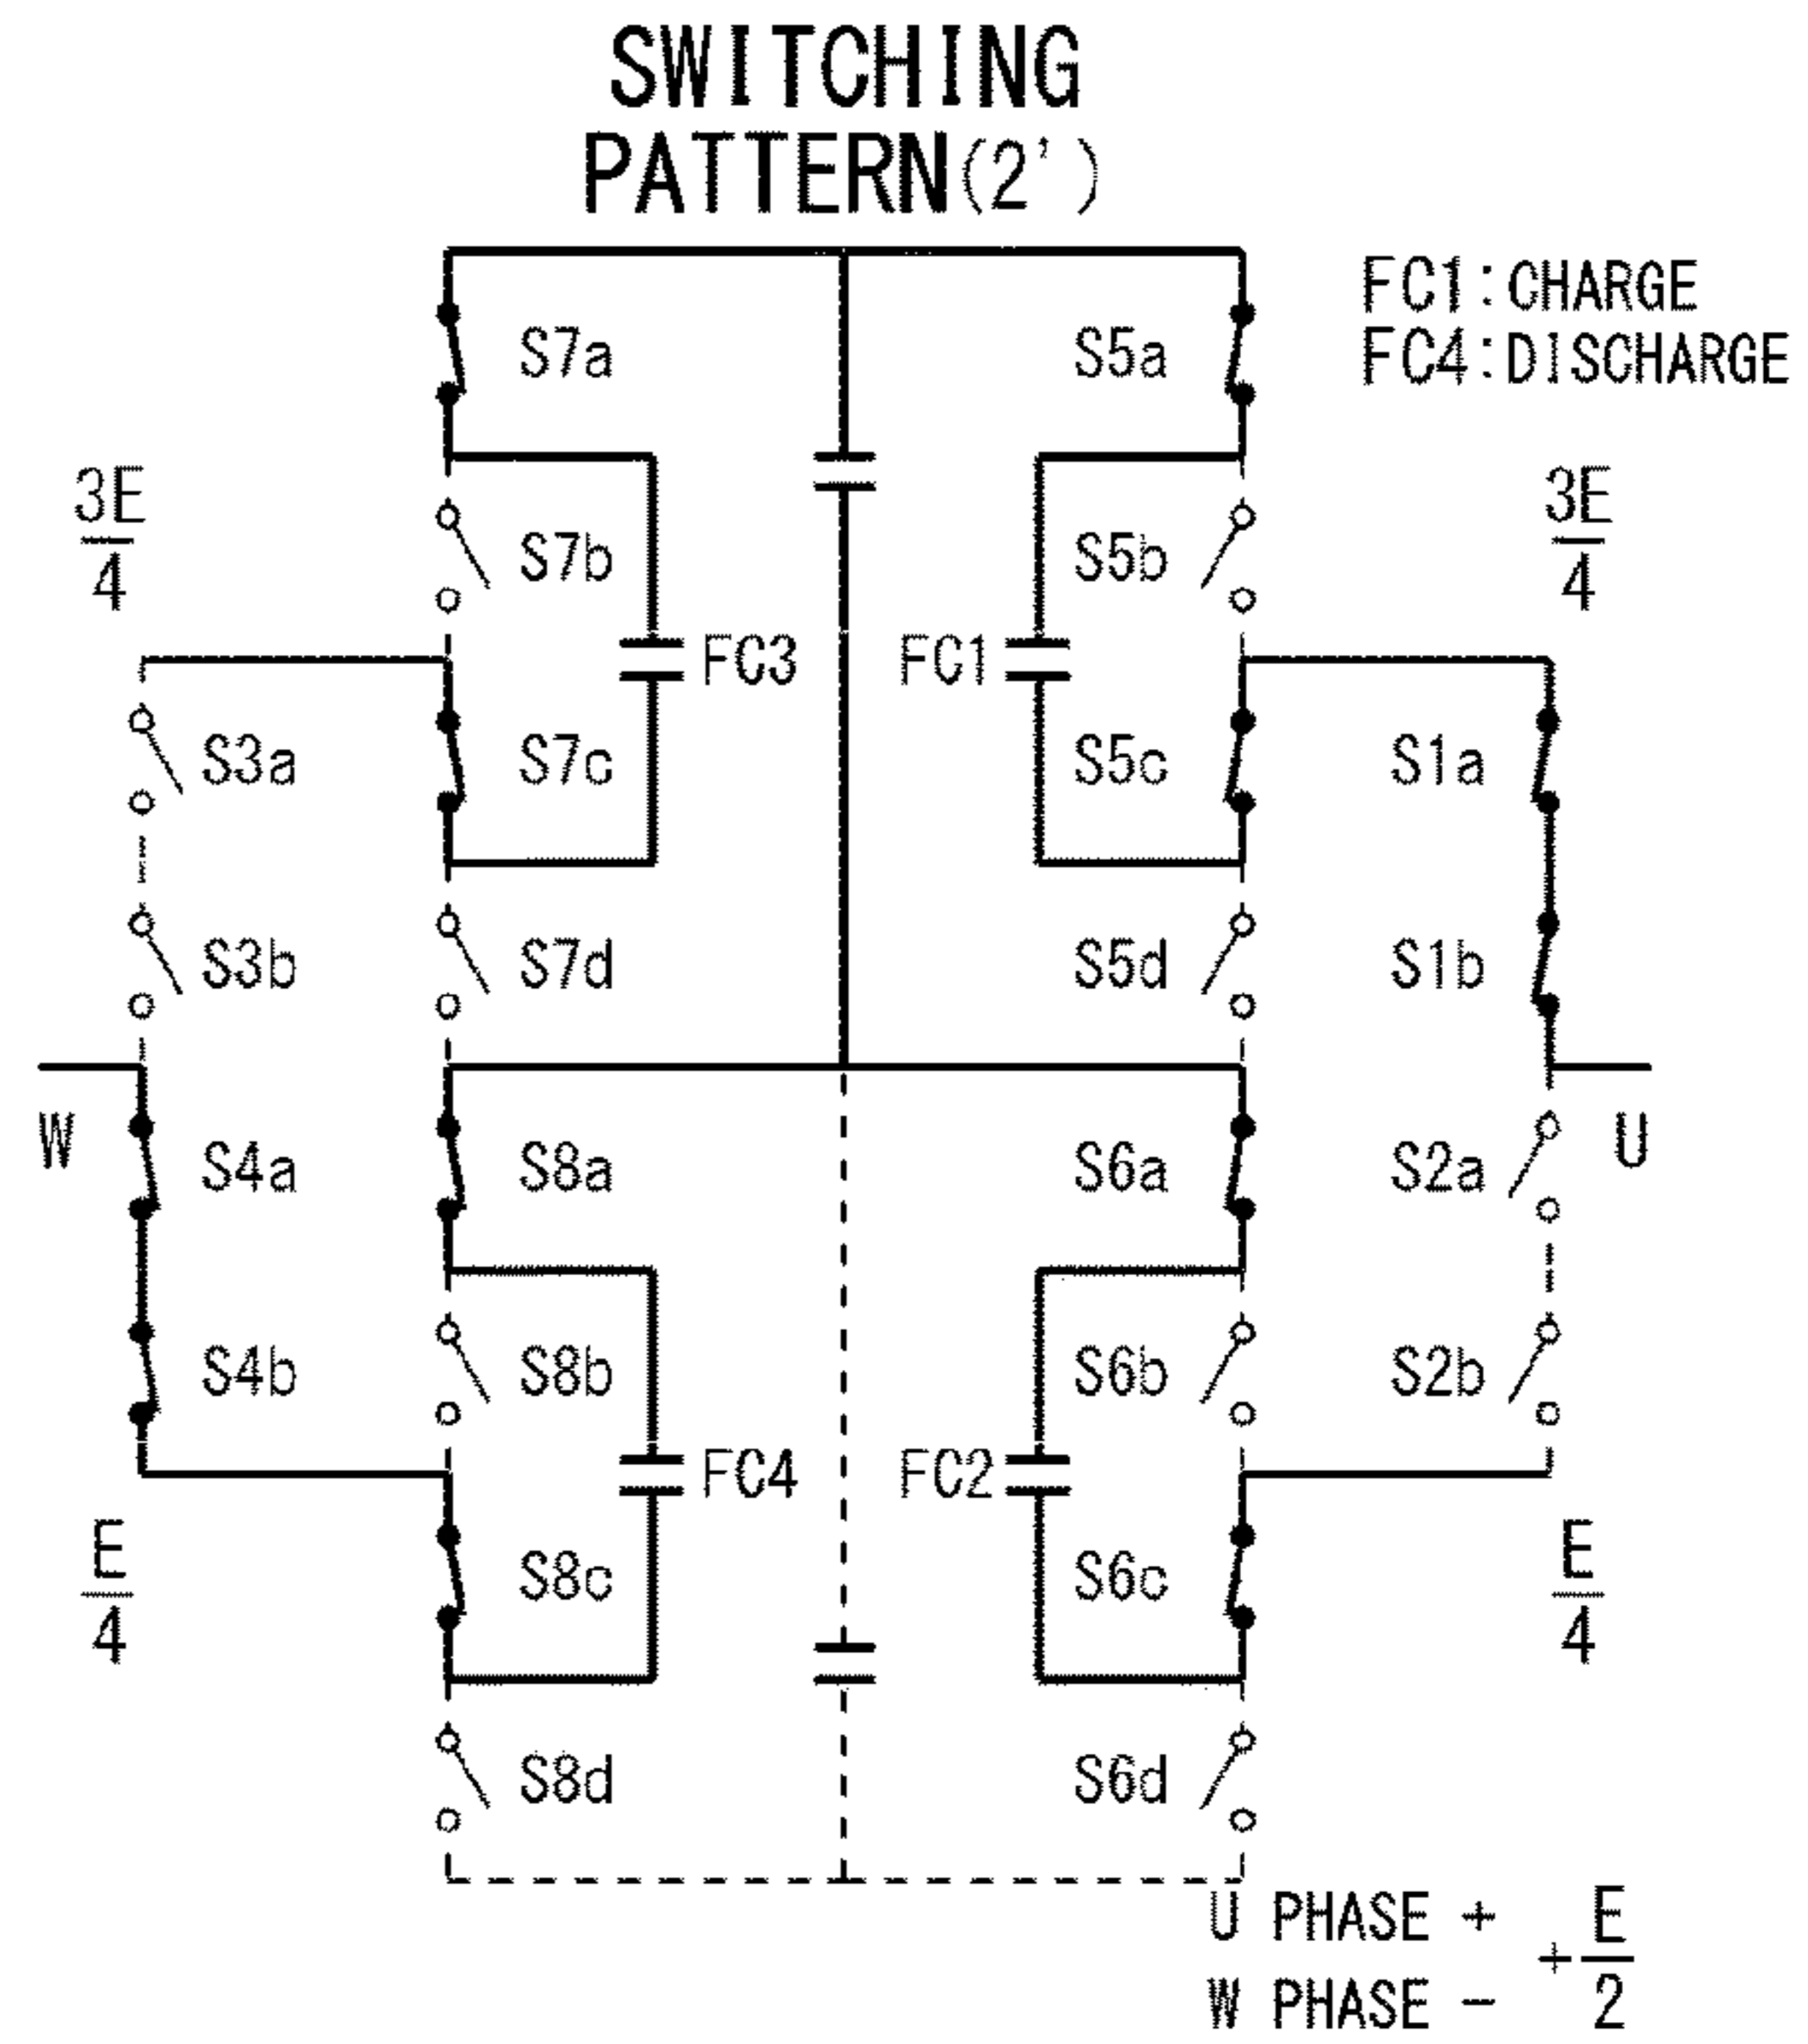 SWITCHING
PATTERN(2')
FC1:CHARGE
FC4:DISCHARGE
S7a S5a
3E/4 3E/4
S7b S5b
FC3 FC1
S3a S7c S5c S1a
S3b S7d S5d S1b
W S4a S8a S6a S2a U
S4b S8b S6b S2b
FC4 FC2
E/4 S8c S6c E/4
S8d S6d
U PHASE +
W PHASE -
+E/2